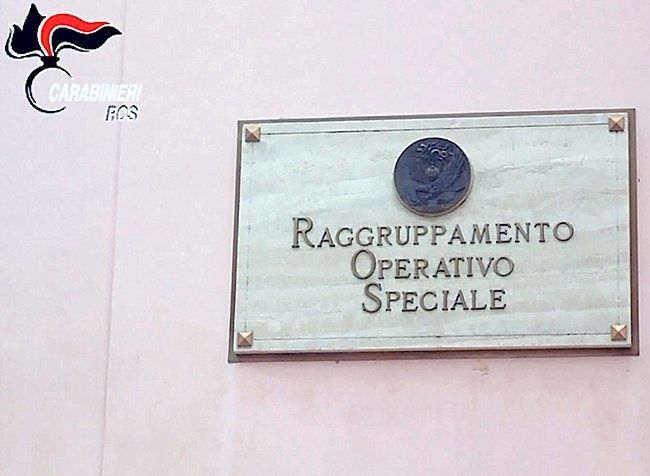 CARABINIERI
ROS
RAGGRUPPAMENTO
OPERATIVO
SPECIALE